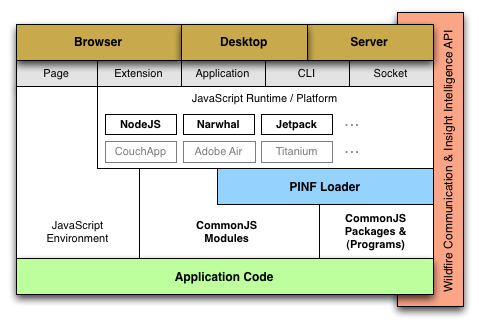 Browser
Desktop
Server
Page
Extension
Application
CLI
Socket
JavaScript Runtime / Platform
NodeJS
Narwhal
Jetpack
...
CouchApp
Adobe Air
Titanium
...
PINF Loader
JavaScript
Environment
CommonJS
Modules
CommonJS
Packages &
(Programs)
Application Code
Wildfire Communication & Insight Intelligence API